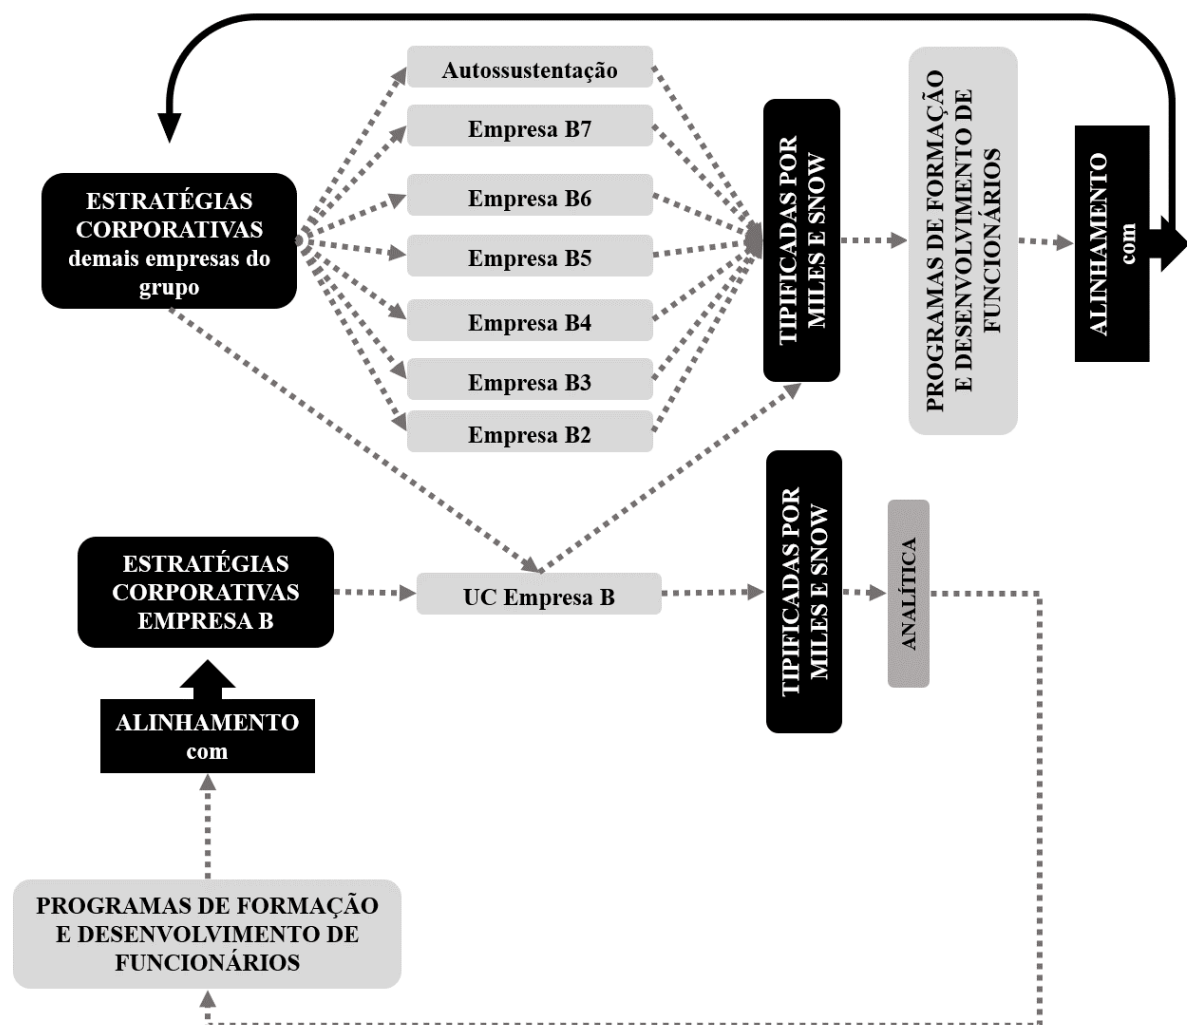 ESTRATÉGIAS
CORPORATIVAS
demais empresas do
grupo
Autossustentação
Empresa B7
Empresa B6
Empresa B5
Empresa B4
Empresa B3
Empresa B2
TIPIFICADAS POR
MILES E SNOW
PROGRAMAS DE FORMAÇÃO
E DESENVOLVIMENTO DE
FUNCIONÁRIOS
ALINHAMENTO
com
ESTRATÉGIAS
CORPORATIVAS
EMPRESA B
UC Empresa B
TIPIFICADAS POR
MILES E SNOW
ANALÍTICA
ALINHAMENTO
com
PROGRAMAS DE FORMAÇÃO
E DESENVOLVIMENTO DE
FUNCIONÁRIOS